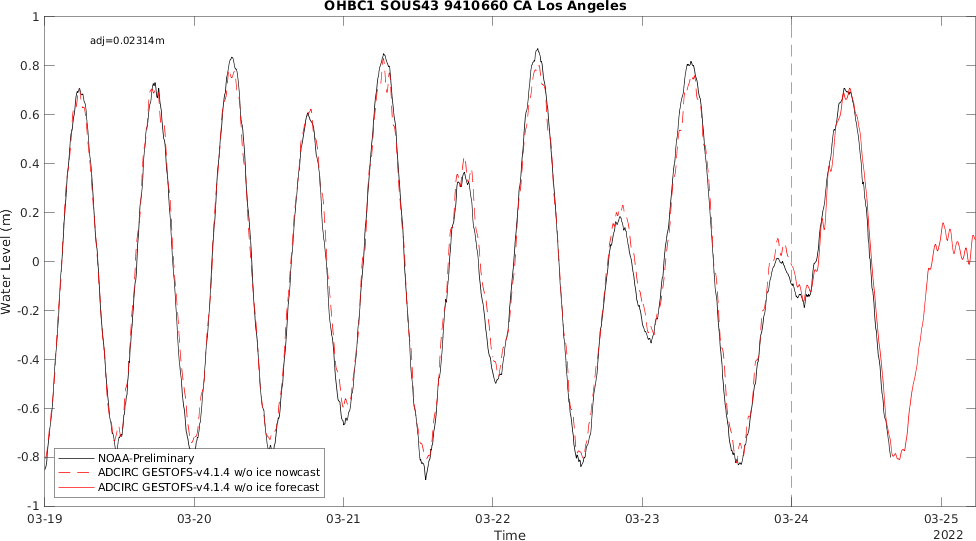 OHBC1 SOUS43 9410660 CA Los Angeles
adj=0.02314m
1
0.8
0.6
0.4
0.2
0
-0.2
-0.4
-0.6
-0.8
-1
Water Level (m)
NOAA-Preliminary
ADCIRC GESTOFS-v4.1.4 w/o ice nowcast
ADCIRC GESTOFS-v4.1.4 w/o ice forecast
03-19 03-20 03-21 03-22 03-23 03-24 03-25
Time
2022